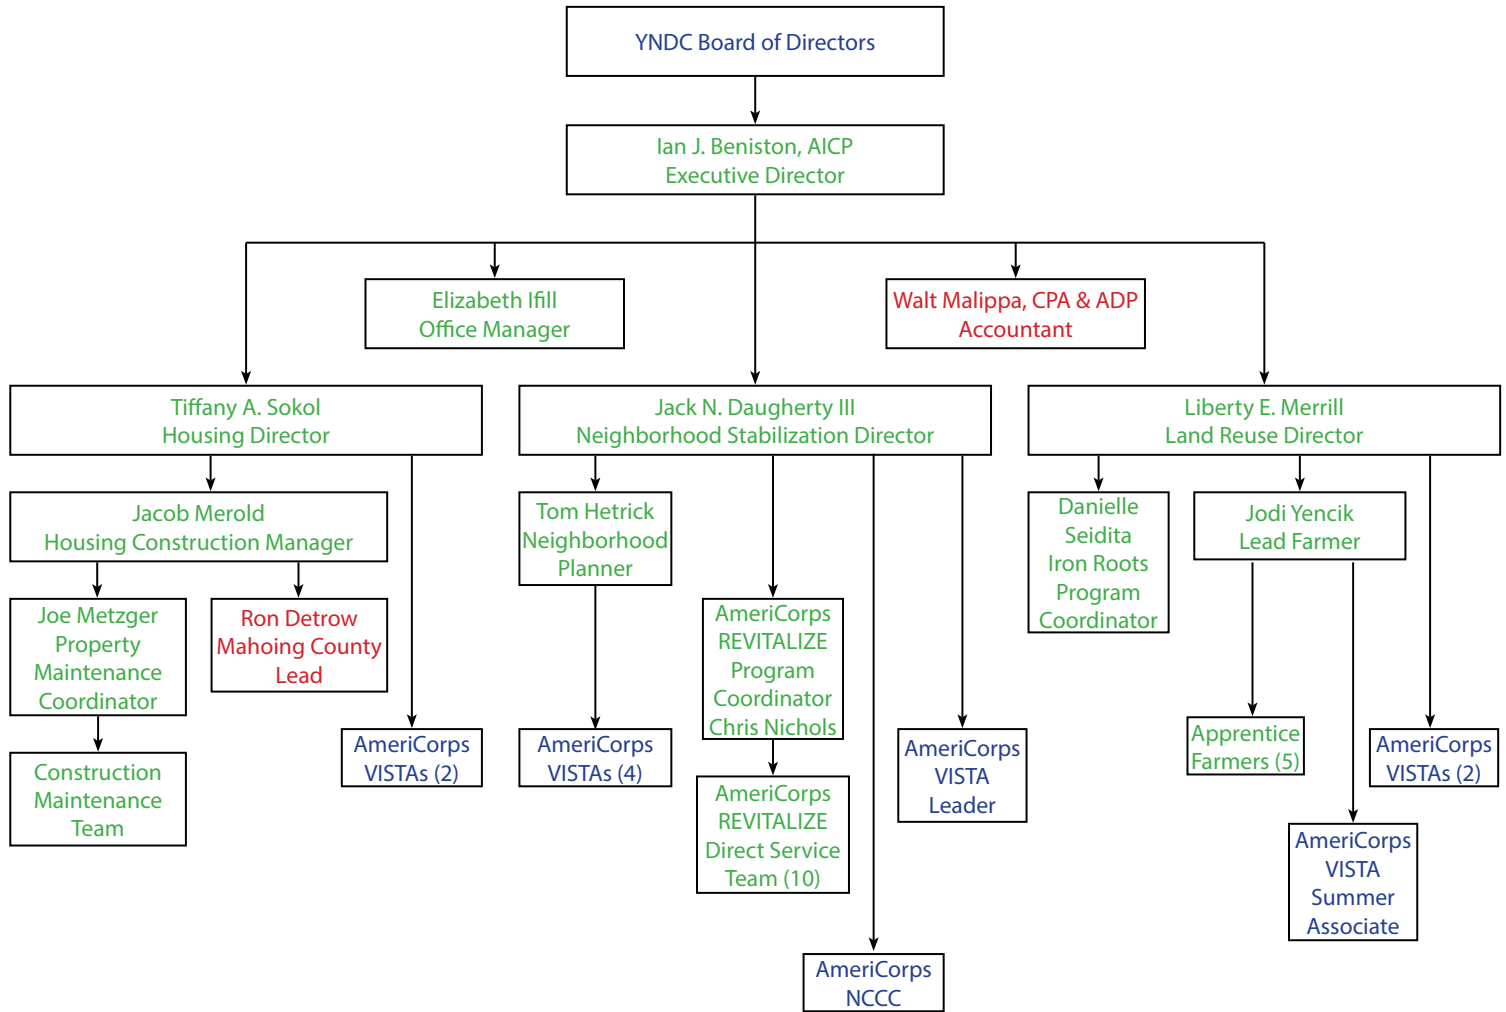 YNDC Board of Directors
Ian J. Beniston, AICP
Executive Director
Elizabeth Ifill
Office Manager
Walt Malippa, CPA & ADP
Accountant
Tiffany A. Sokol
Housing Director
Jack N. Daugherty III
Neighborhood Stabilization Director
Liberty E. Merrill
Land Reuse Director
Jacob Merold
Housing Construction Manager
Tom Hetrick
Neighborhood
Planner
Danielle
Seidita
Iron Roots
Program
Coordinator
Jodi Yencik
Lead Farmer
Joe Metzger
Property
Maintenance
Coordinator
Ron Detrow
Mahoing County
Lead
AmeriCorps
REVITALIZE
Program
Coordinator
Chris Nichols
Construction
Maintenance
Team
AmeriCorps
VISTAs (2)
AmeriCorps
VISTAs (4)
AmeriCorps
REVITALIZE
Direct Service
Team (10)
AmeriCorps
VISTA
Leader
Apprentice
Farmers (5)
AmeriCorps
VISTAs (2)
AmeriCorps
VISTA
Summer
Associate
AmeriCorps
NCCC